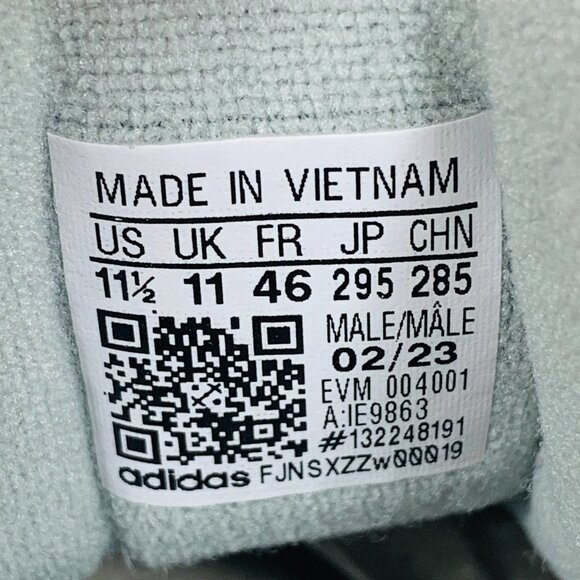 MADE IN VIETNAM
US UK FR JP CHN
11½ 11 46 295 285
MALE/MÂLE
02/23
EVM 004001
A:IE9863
#132248191
adidas FJNSXZZw00019